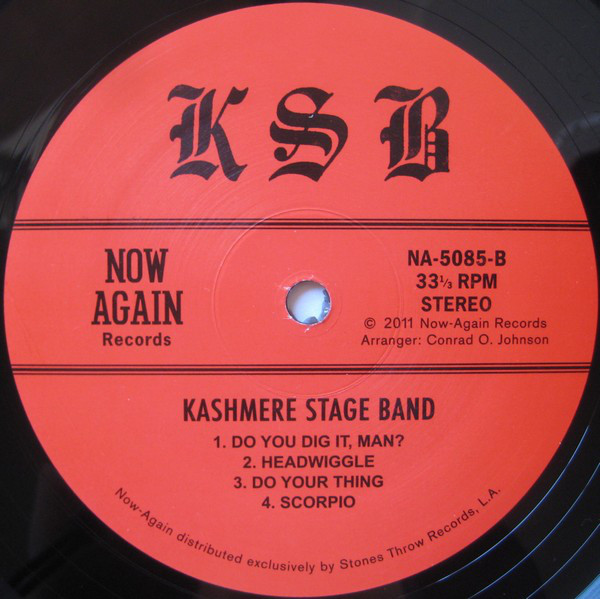 K S B
NOW
AGAIN
Records
NA-5085-B
33⅓ RPM
STEREO
© 2011 Now-Again Records
Arranger: Conrad O. Johnson
KASHMERE STAGE BAND
1. DO YOU DIG IT, MAN?
2. HEADWIGGLE
3. DO YOUR THING
4. SCORPIO
Now-Again distributed exclusively by Stones Throw Records, L.A.